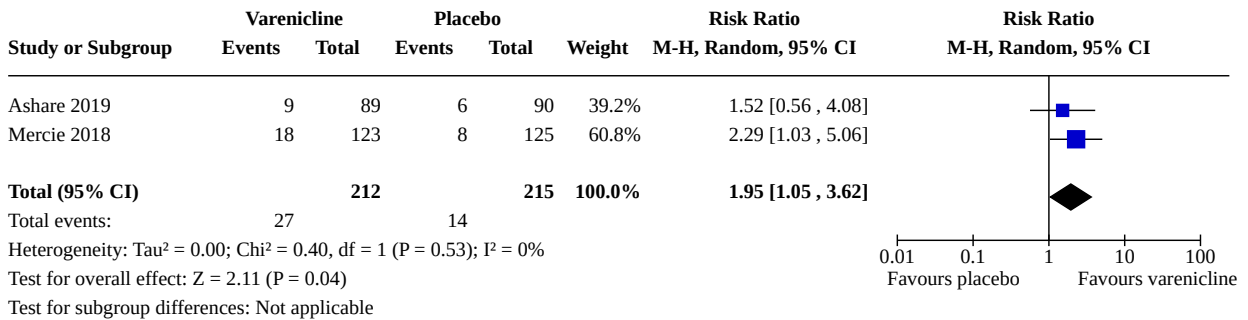 Varenicline Placebo Risk Ratio Risk Ratio
Study or Subgroup Events Total Events Total Weight M-H, Random, 95% CI M-H, Random, 95% CI
Ashare 2019 9 89 6 90 39.2% 1.52 [0.56 , 4.08]
Mercie 2018 18 123 8 125 60.8% 2.29 [1.03 , 5.06]
Total (95% CI) 212 215 100.0% 1.95 [1.05 , 3.62]
Total events: 27 14
Heterogeneity: Tau² = 0.00; Chi² = 0.40, df = 1 (P = 0.53); I² = 0%
0.01 0.1 1 10 100
Test for overall effect: Z = 2.11 (P = 0.04) Favours placebo Favours varenicline
Test for subgroup differences: Not applicable